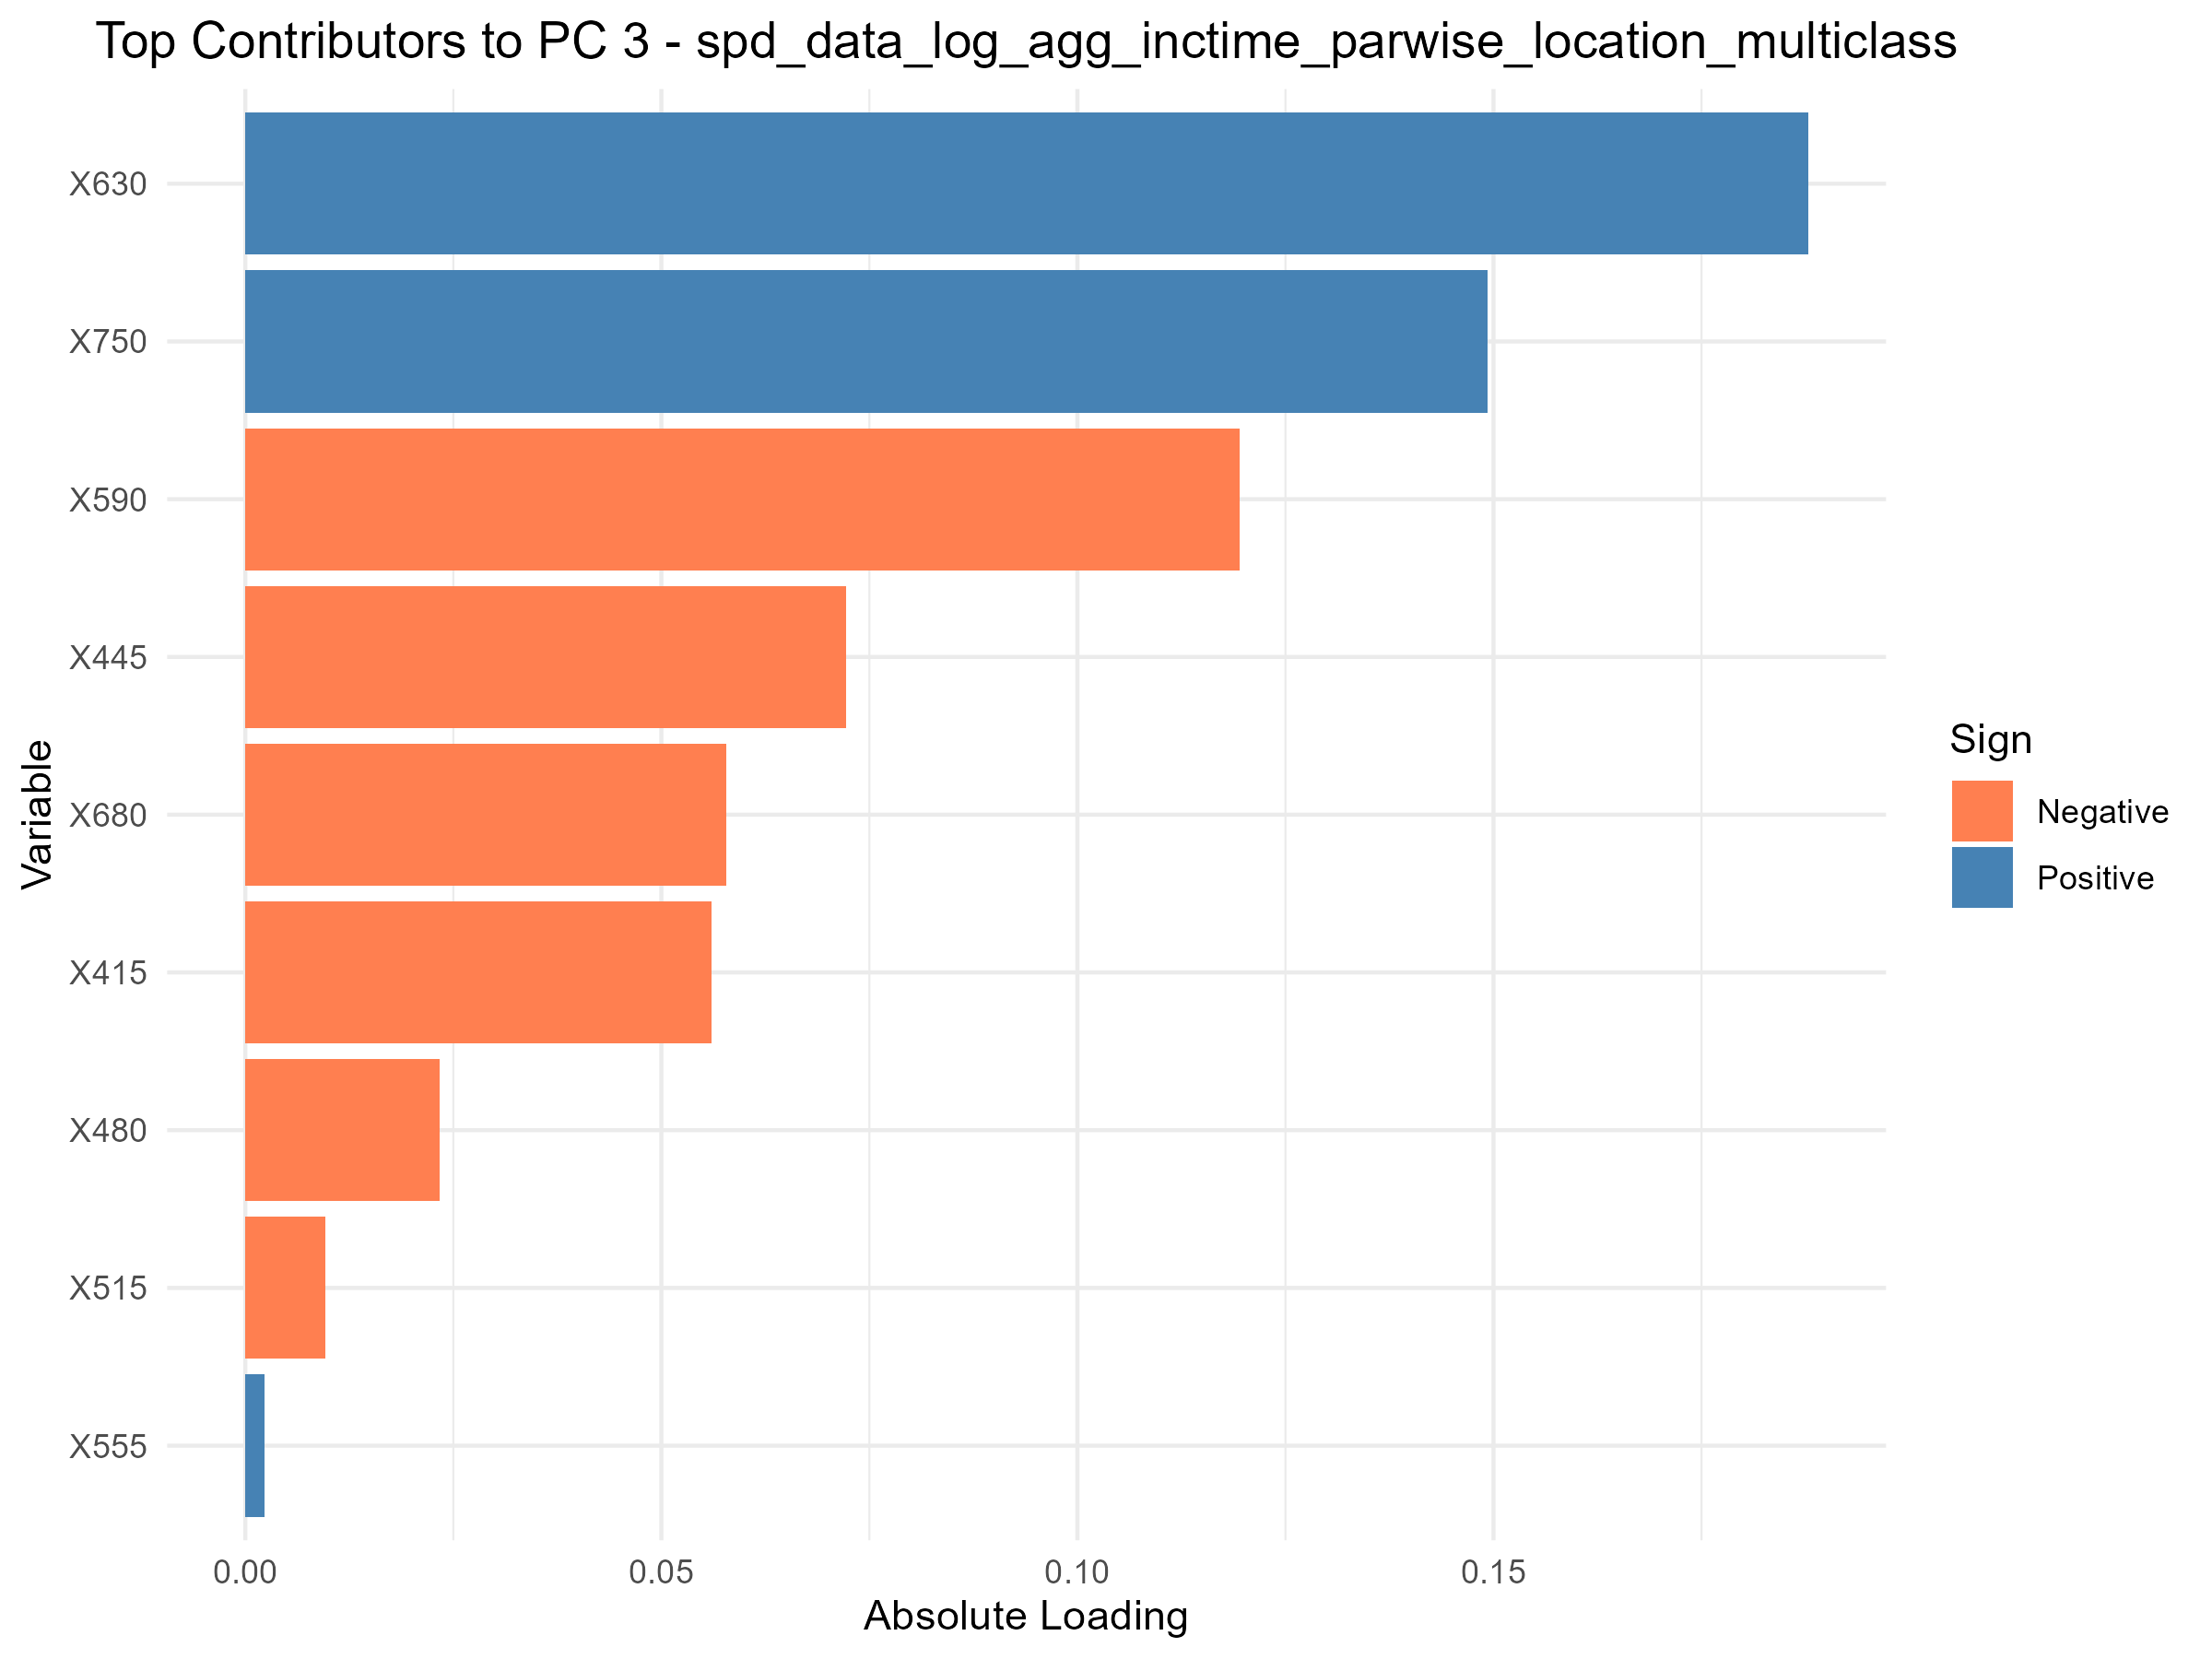 Top Contributors to PC 3 - spd_data_log_agg_inctime_parwise_location_multiclass
X630
X750
X590
X445
X680
X415
X480
X515
X555
Variable
0.00 0.05 0.10 0.15
Absolute Loading
Sign
Negative
Positive